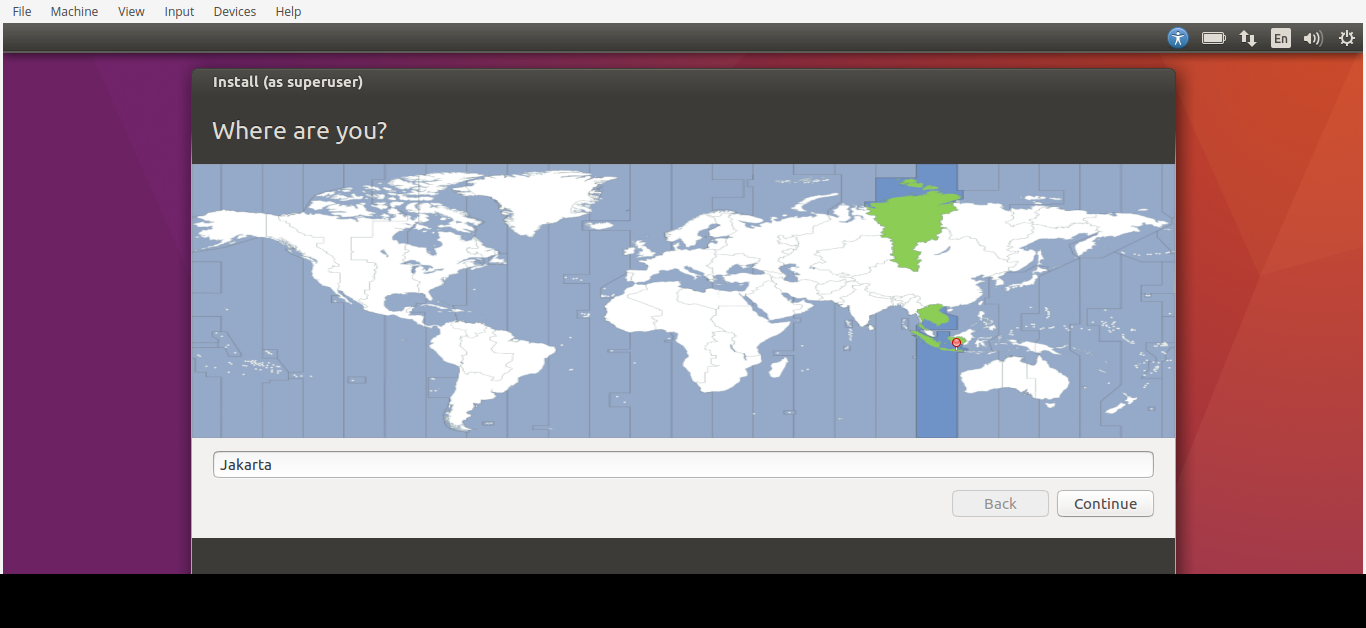 File Machine View Input Devices Help
En
Install (as superuser)
Where are you?
Jakarta
Back Continue